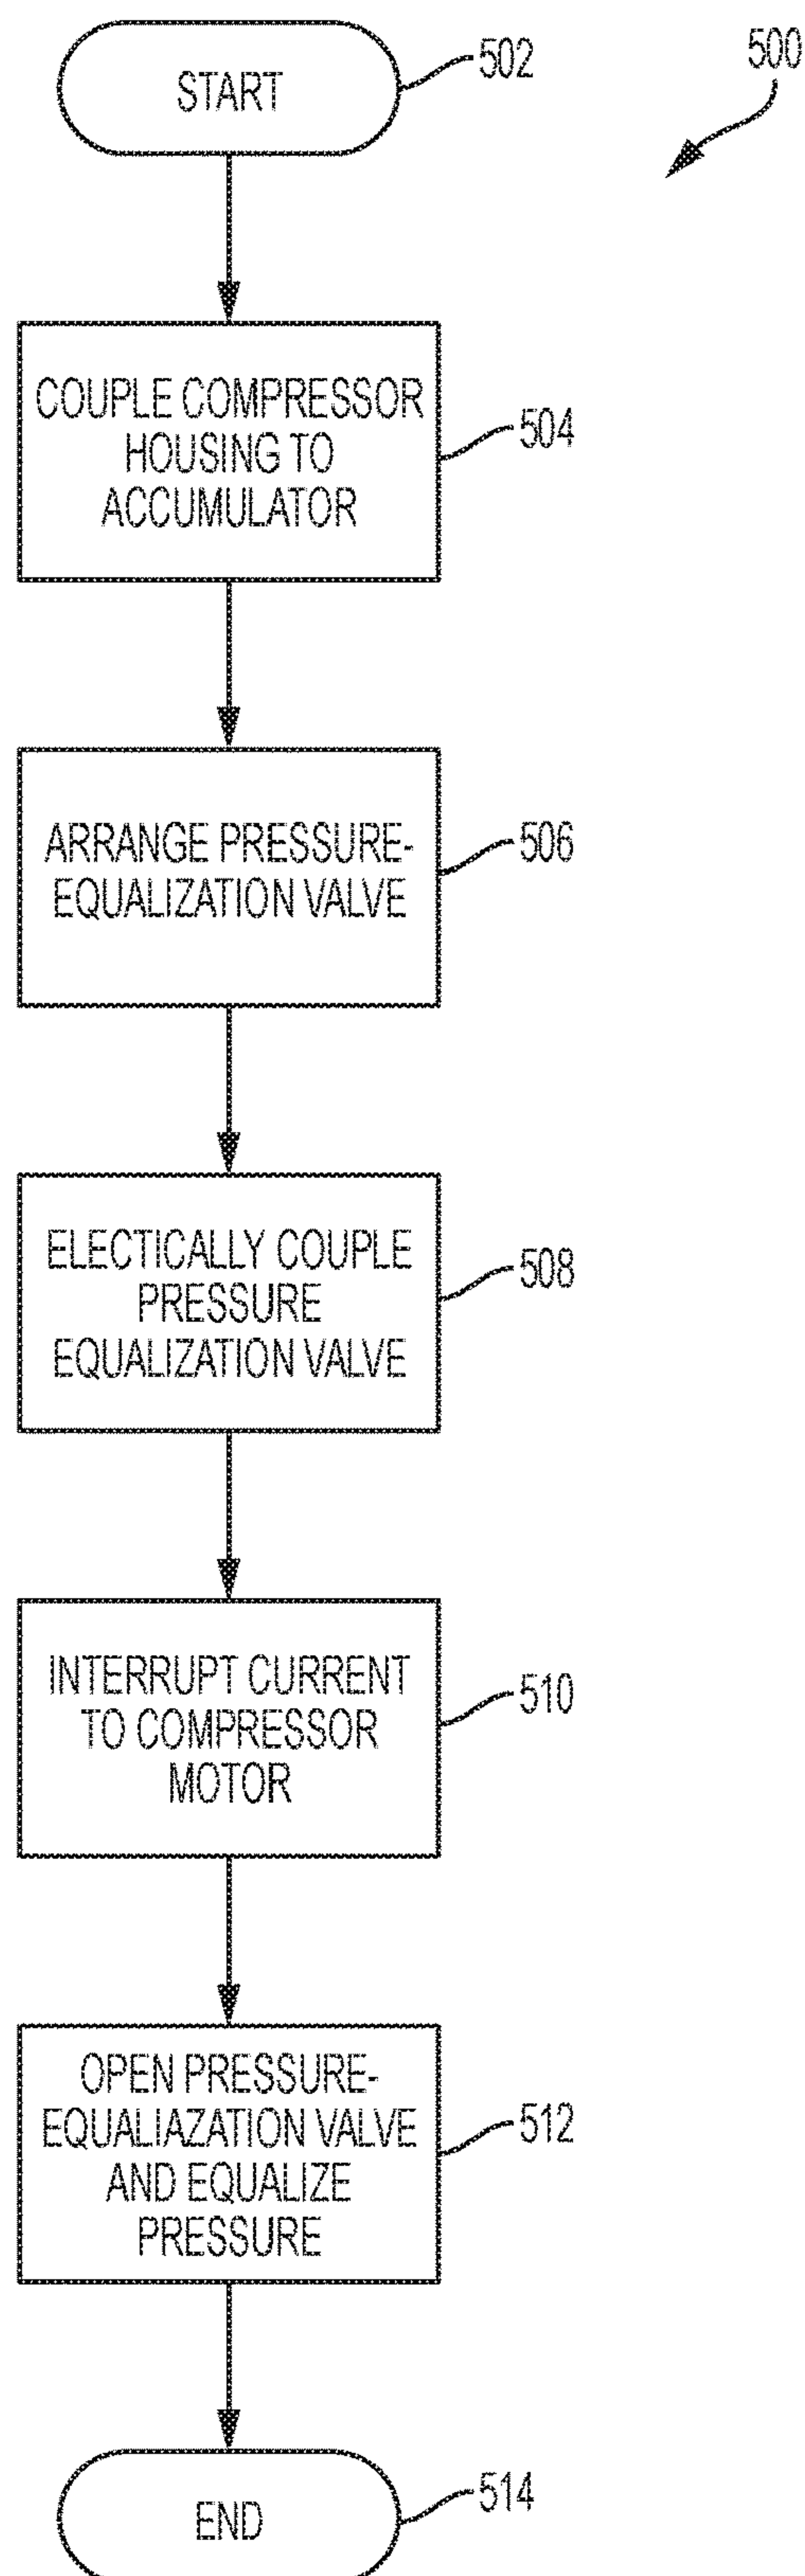 START
502
500
COUPLE COMPRESSOR
HOUSING TO
ACCUMULATOR
504
ARRANGE PRESSURE-
EQUALIZATION VALVE
506
ELECTICALLY COUPLE
PRESSURE
EQUALIZATION VALVE
508
INTERRUPT CURRENT
TO COMPRESSOR
MOTOR
510
OPEN PRESSURE-
EQUALIAZATION VALVE
AND EQUALIZE
PRESSURE
512
END
514